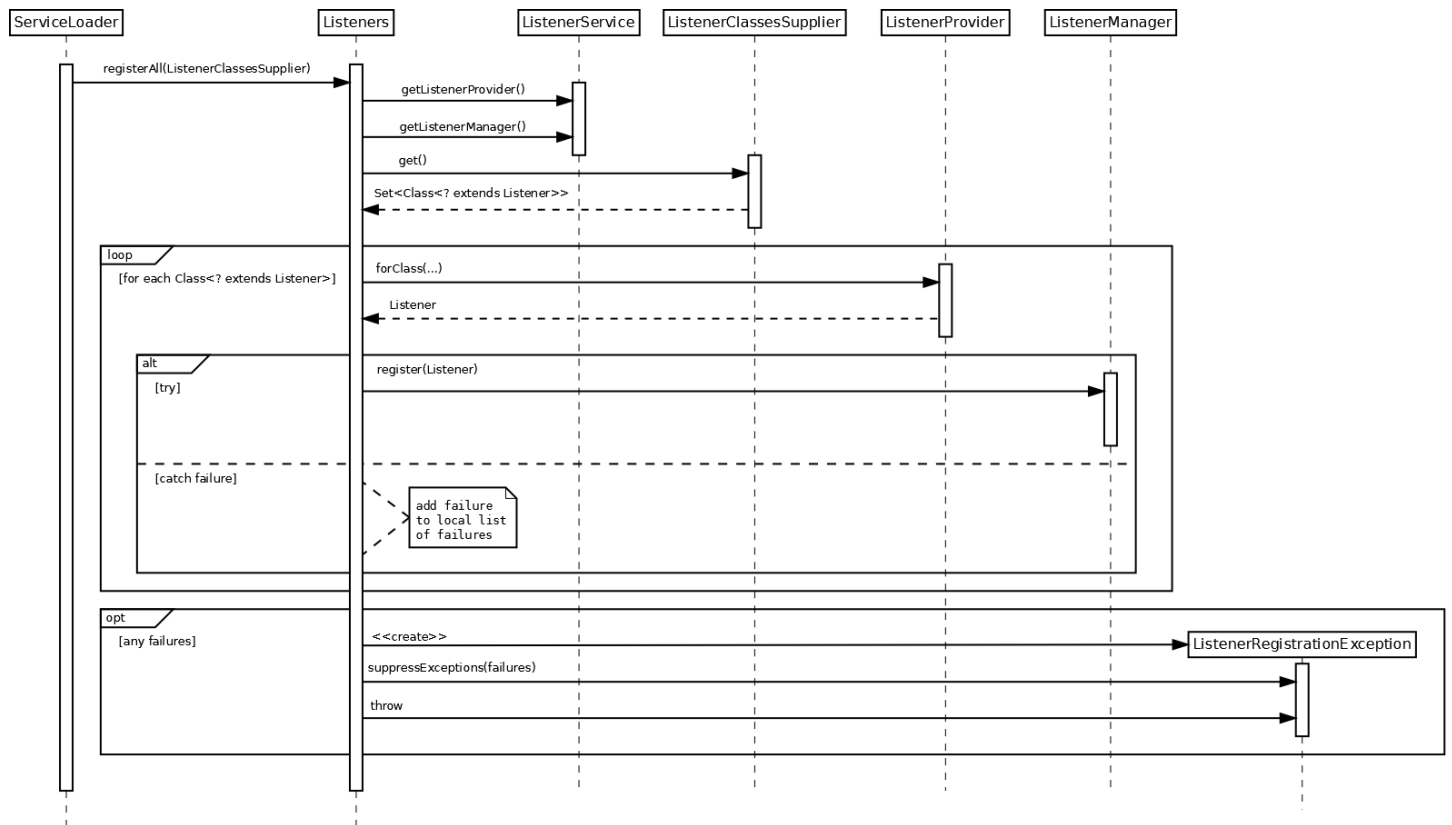 ServiceLoader
Listeners
ListenerService
ListenerClassesSupplier
ListenerProvider
ListenerManager
registerAll(ListenerClassesSupplier)
getListenerProvider()
getListenerManager()
get()
Set<Class<? extends Listener>>
loop
[for each Class<? extends Listener>]
forClass(...)
Listener
alt
[try]
register(Listener)
[catch failure]
add failure
to local list
of failures
opt
[any failures]
<<create>>
ListenerRegistrationException
suppressExceptions(failures)
throw